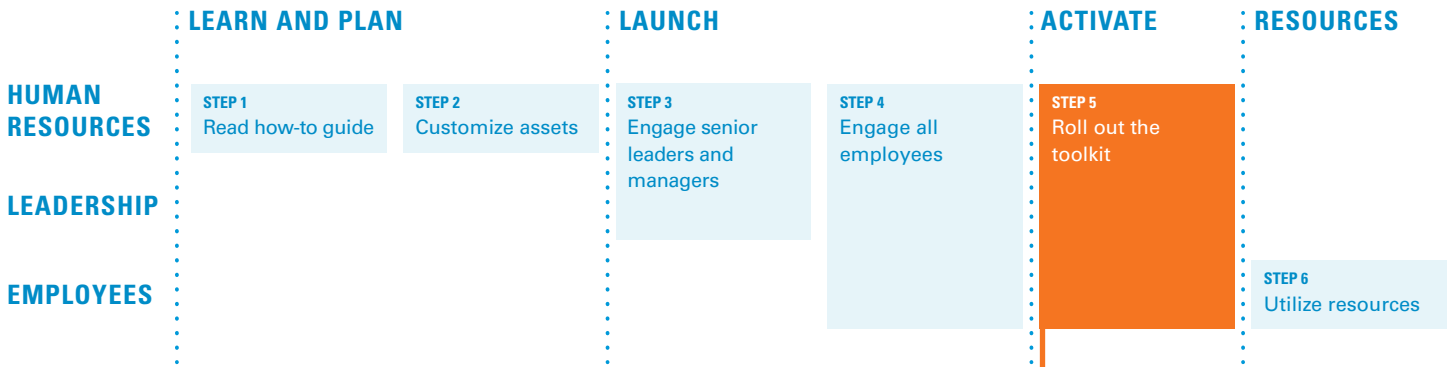 LEARN AND PLAN
LAUNCH
ACTIVATE
RESOURCES
HUMAN
RESOURCES
STEP 1
Read how-to guide
STEP 2
Customize assets
STEP 3
Engage senior
leaders and
managers
STEP 4
Engage all
employees
STEP 5
Roll out the
toolkit
LEADERSHIP
EMPLOYEES
STEP 6
Utilize resources